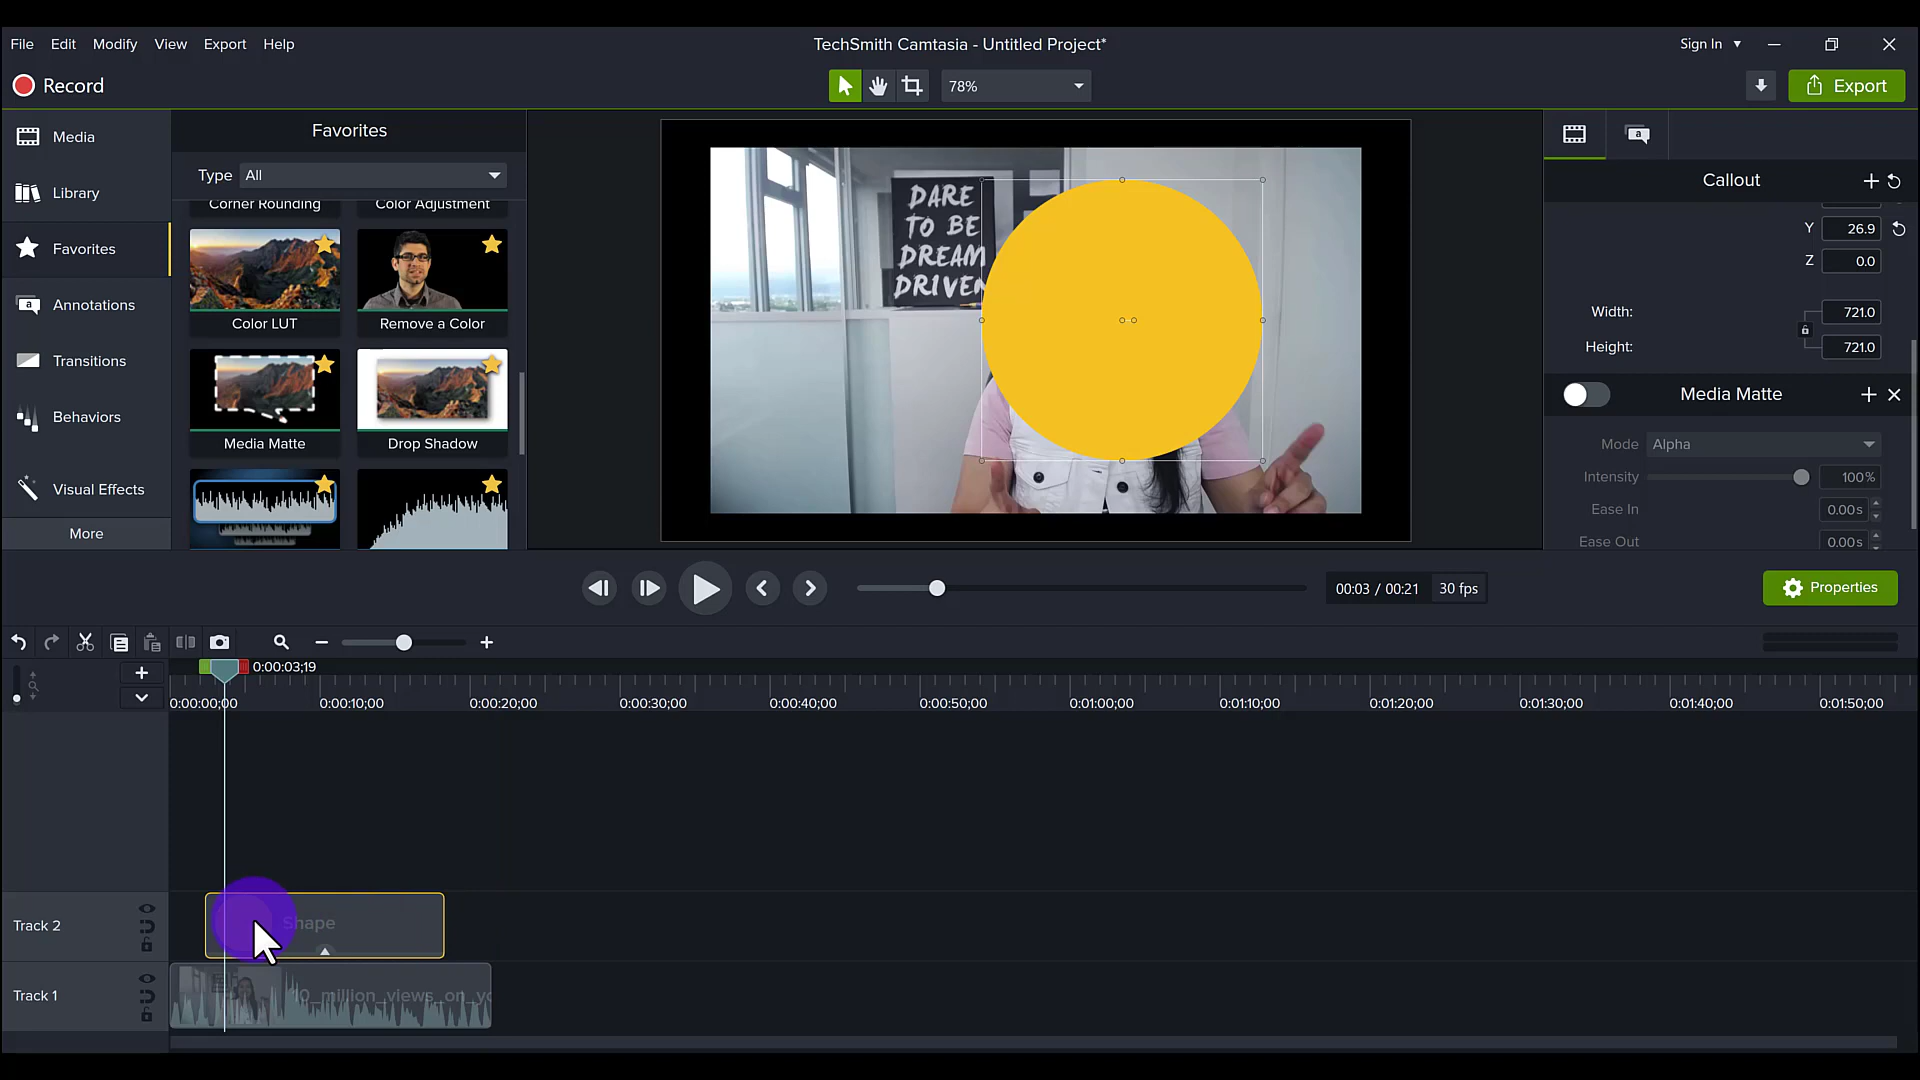 File Edit Modify View Export Help
TechSmith Camtasia - Untitled Project*
Sign In
Record
78%
Export
Media
Library
Favorites
Annotations
Transitions
Behaviors
Visual Effects
More
Favorites
Type All
Corner Rounding Color Adjustment
Color LUT Remove a Color
Media Matte Drop Shadow
DARE
TO BE
DREAM
DRIVEN
Callout
Y 26.9
Z 0.0
Width: 721.0
Height: 721.0
Media Matte
Mode Alpha
Intensity 100%
Ease In 0.00s
Ease Out 0.00s
00:03 / 00:21 30 fps
Properties
0:00:03;19
0:00:00;00 0:00:10;00 0:00:20;00 0:00:30;00 0:00:40;00 0:00:50;00 0:01:00;00 0:01:10;00 0:01:20;00 0:01:30;00 0:01:40;00 0:01:50;00
Track 2
Shape
Track 1
10_million_views_on_yo